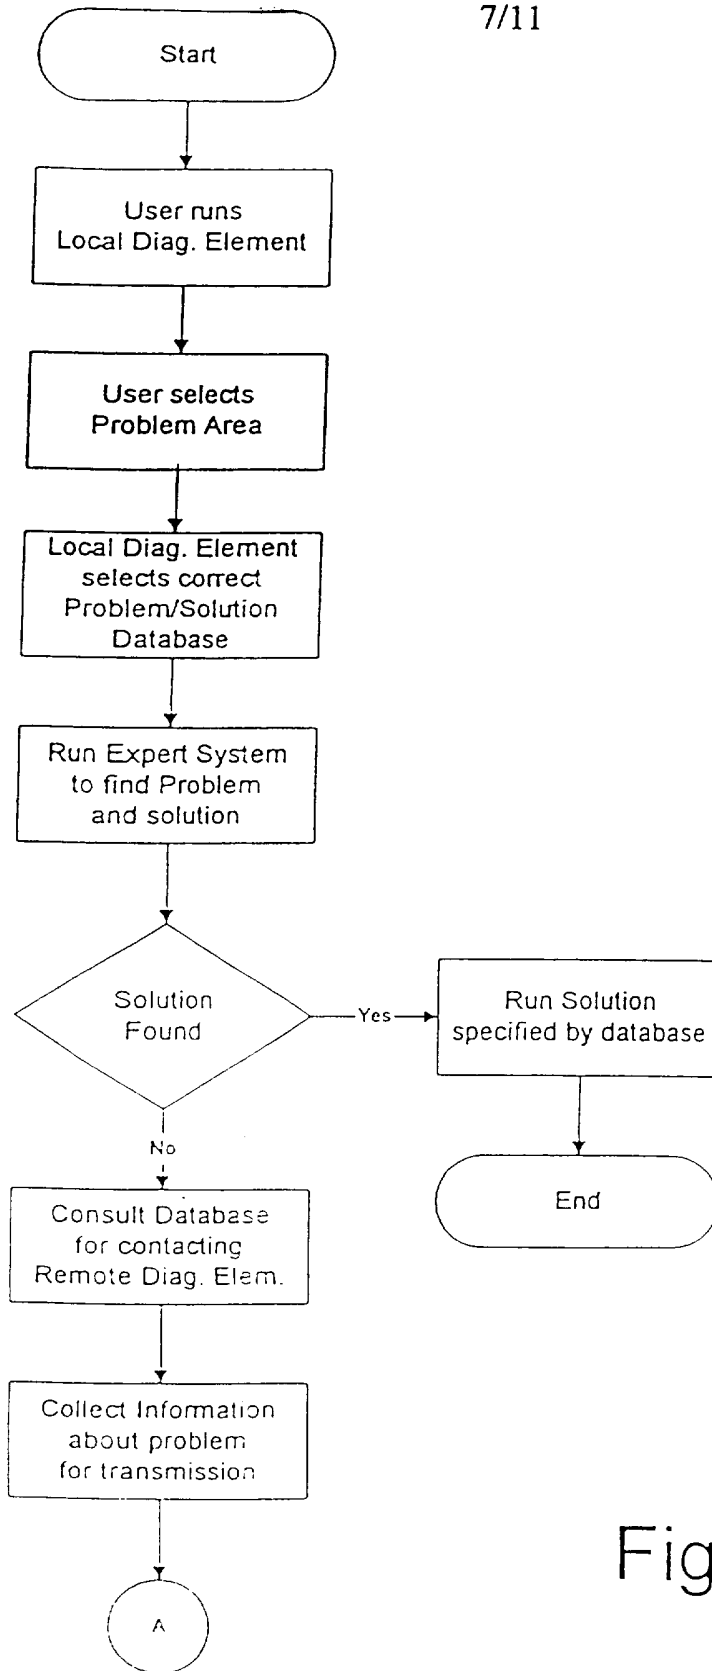 7/11
Start
User runs
Local Diag. Element
User selects
Problem Area
Local Diag. Element
selects correct
Problem/Solution
Database
Run Expert System
to find Problem
and solution
Solution
Found
Yes
Run Solution
specified by database
End
No
Consult Database
for contacting
Remote Diag. Elem.
Collect Information
about problem
for transmission
A
Fig